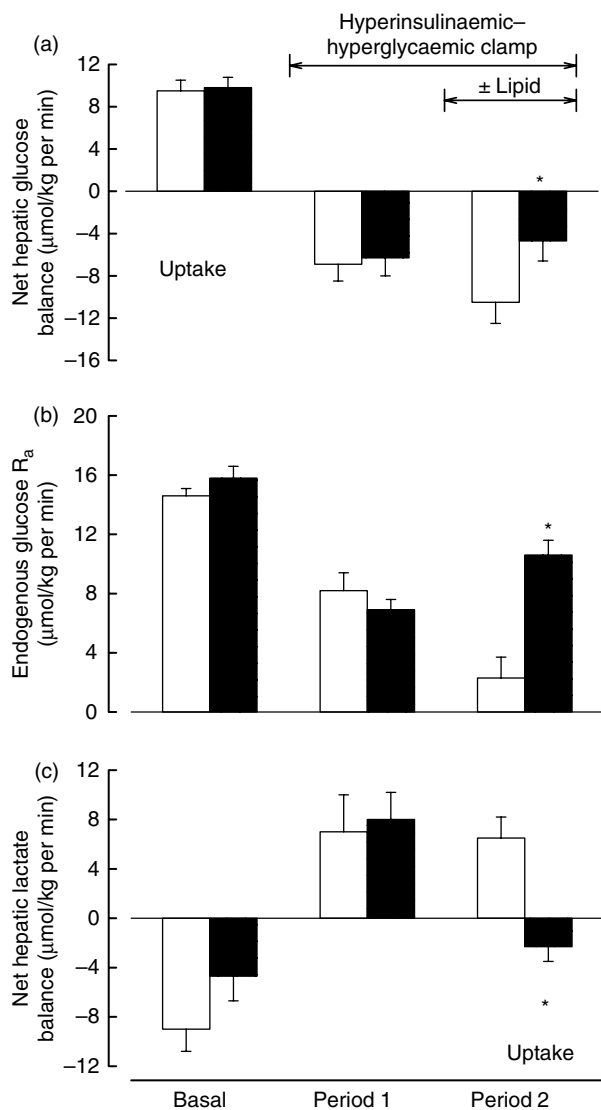 (a)
Hyperinsulinaemic–
hyperglycaemic clamp
± Lipid
Net hepatic glucose
balance (μmol/kg per min)
12
8
4
0
−4
−8
−12
−16
*
Uptake
(b)
Endogenous glucose Ra
(μmol/kg per min)
20
16
12
8
4
0
*
(c)
Net hepatic lactate
balance (μmol/kg per min)
12
8
4
0
−4
−8
−12
*
Uptake
Basal Period 1 Period 2